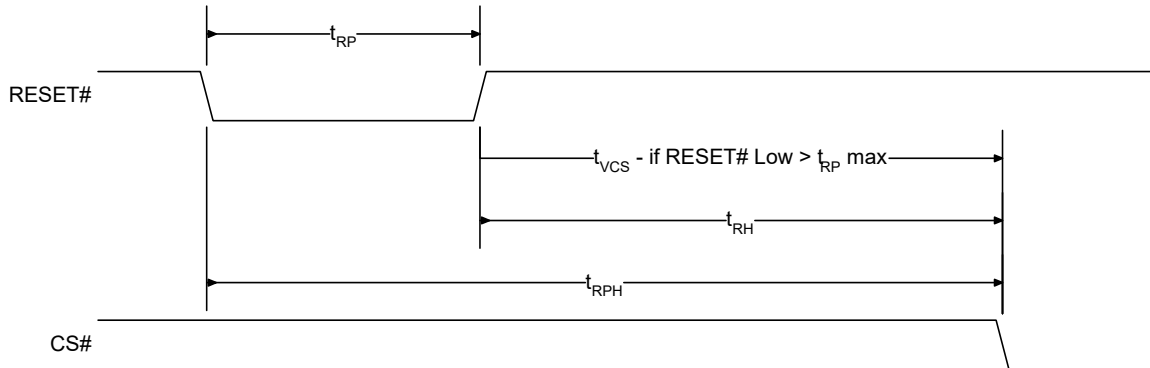 tRP
RESET#
tVCS - if RESET# Low > tRP max
tRH
tRPH
CS#